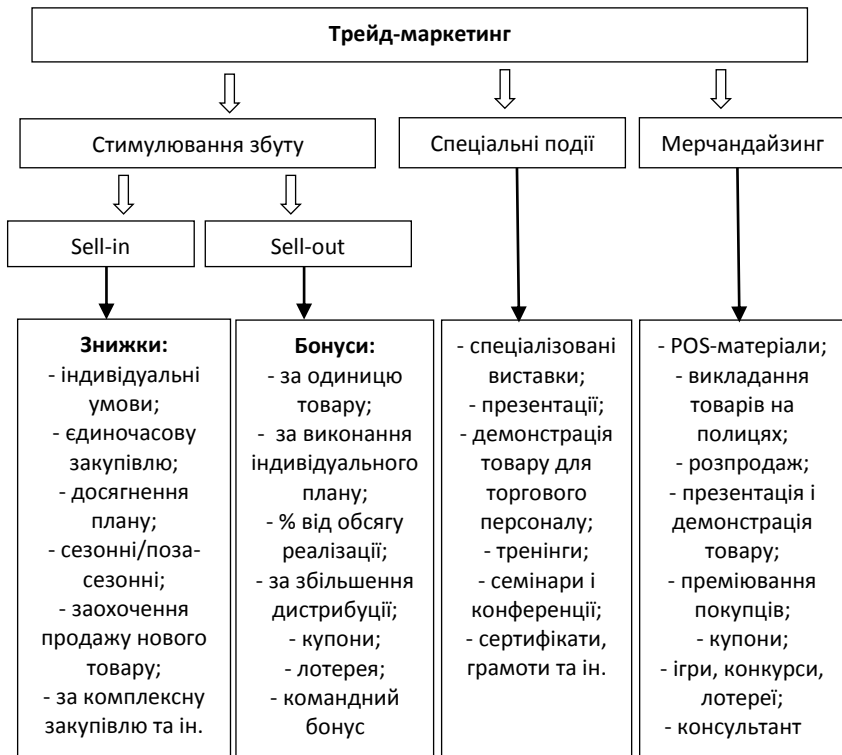 Трейд-маркетинг
Стимулювання збуту
Спеціальні події
Мерчандайзинг
Sell-in
Sell-out
Знижки:
- індивідуальні
умови;
- єдиночасову
закупівлю;
- досягнення
плану;
- сезонні/поза-
сезонні;
- заохочення
продажу нового
товару;
- за комплексну
закупівлю та ін.
Бонуси:
- за одиницю
товару;
- за виконання
індивідуального
плану;
- % від обсягу
реалізації;
- за збільшення
дистрибуції;
- купони;
- лотерея;
- командний
бонус
- спеціалізовані
виставки;
- презентації;
- демонстрація
товару для
торгового
персоналу;
- тренінги;
- семінари і
конференції;
- сертифікати,
грамоти та ін.
- POS-матеріали;
- викладання
товарів на
полицях;
- розпродаж;
- презентація і
демонстрація
товару;
- преміювання
покупців;
- купони;
- ігри, конкурси,
лотереї;
- консультант